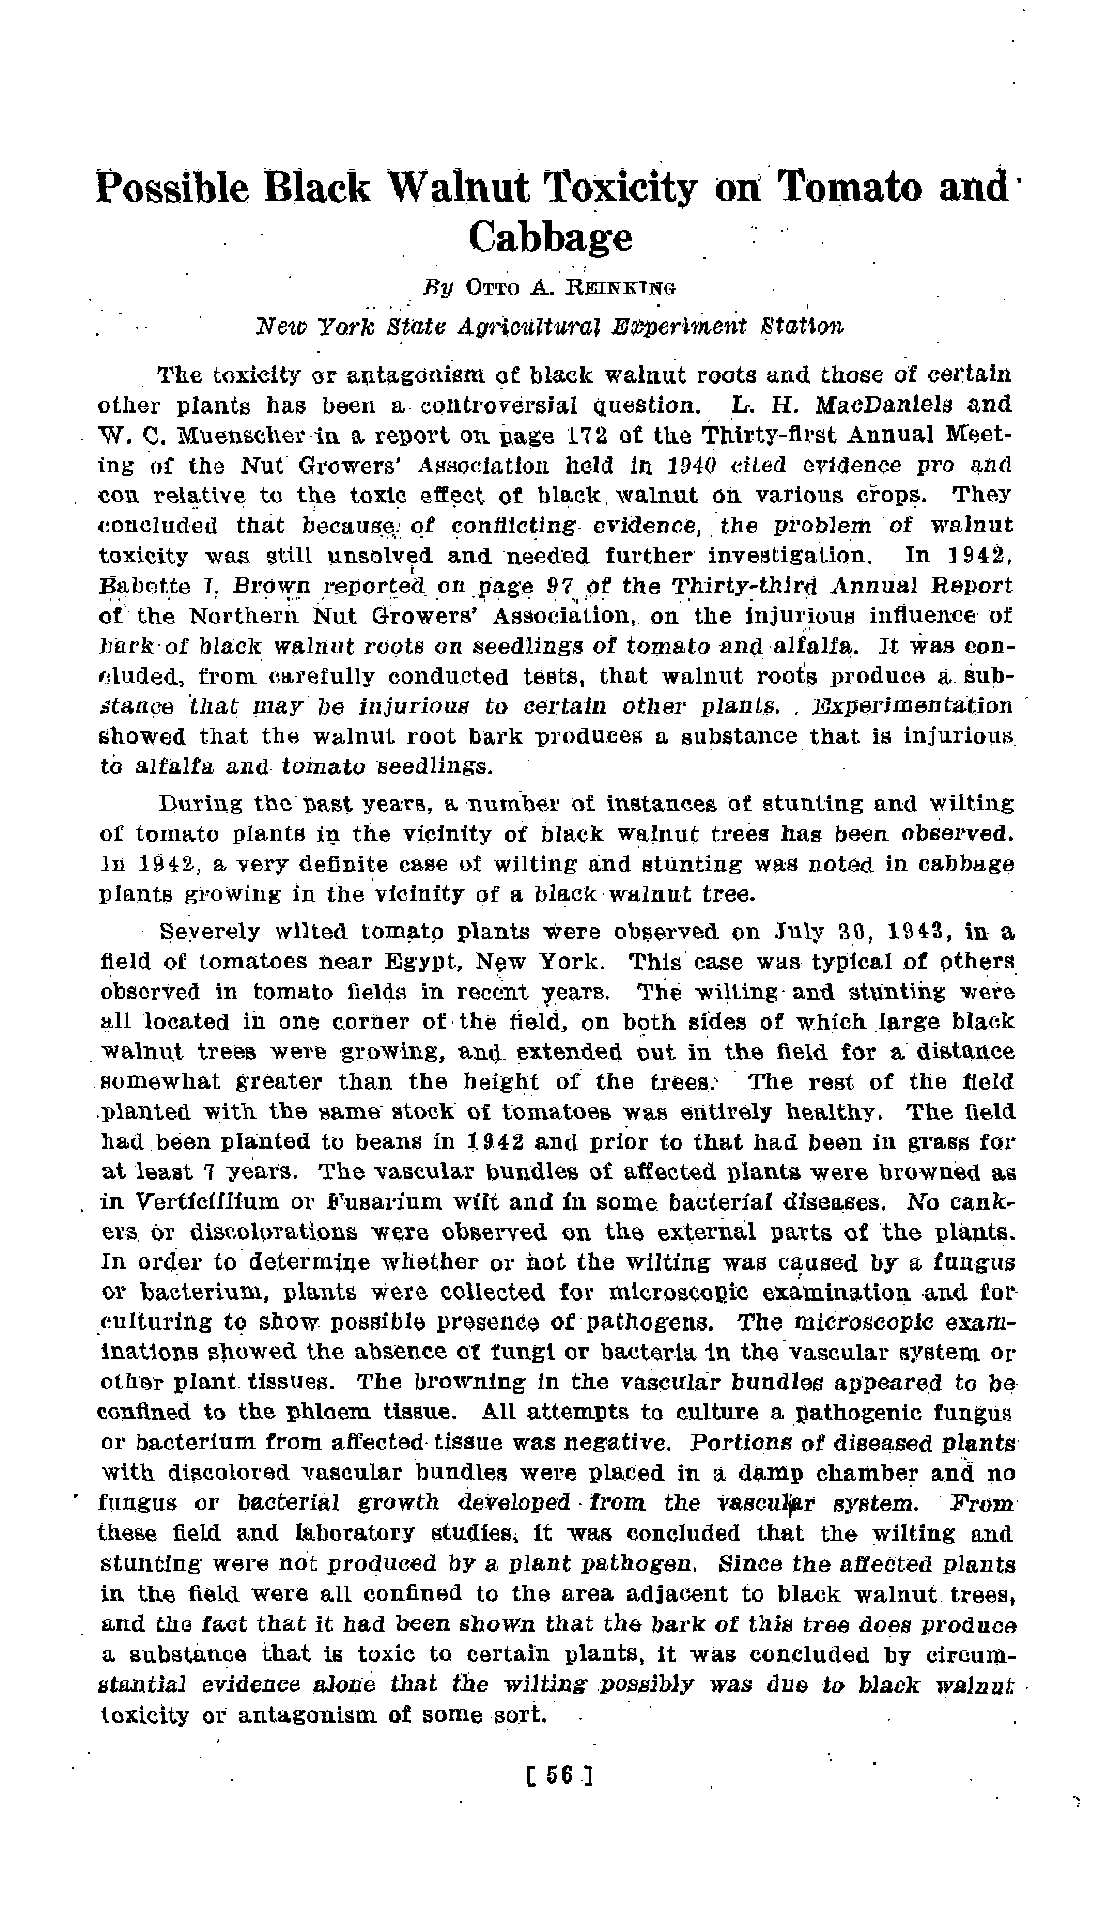 Possible Black Walnut Toxicity on Tomato and
Cabbage
By OTTO A. REINKING
New York State Agricultural Experiment Station
The toxicity or antagonism of black walnut roots and those of certain
other plants has been a controversial question. L. H. MacDaniels and
W. C. Muenscher in a report on page 172 of the Thirty-first Annual Meet-
ing of the Nut Growers' Association held in 1940 cited evidence pro and
con relative to the toxic effect of black walnut on various crops. They
concluded that because of conflicting evidence, the problem of walnut
toxicity was still unsolved and needed further investigation. In 1942,
Babette I. Brown reported on page 97 of the Thirty-third Annual Report
of the Northern Nut Growers' Association, on the injurious influence of
bark of black walnut roots on seedlings of tomato and alfalfa. It was con-
cluded, from carefully conducted tests, that walnut roots produce a sub-
stance that may be injurious to certain other plants. Experimentation
showed that the walnut root bark produces a substance that is injurious
to alfalfa and tomato seedlings.
During the past years, a number of instances of stunting and wilting
of tomato plants in the vicinity of black walnut trees has been observed.
In 1942, a very definite case of wilting and stunting was noted in cabbage
plants growing in the vicinity of a black walnut tree.
Severely wilted tomato plants were observed on July 30, 1943, in a
field of tomatoes near Egypt, New York. This case was typical of others
observed in tomato fields in recent years. The wilting and stunting were
all located in one corner of the field, on both sides of which large black
walnut trees were growing, and extended out in the field for a distance
somewhat greater than the height of the trees. The rest of the field
planted with the same stock of tomatoes was entirely healthy. The field
had been planted to beans in 1942 and prior to that had been in grass for
at least 7 years. The vascular bundles of affected plants were browned as
in Verticillium or Fusarium wilt and in some bacterial diseases. No cank-
ers or discolorations were observed on the external parts of the plants.
In order to determine whether or not the wilting was caused by a fungus
or bacterium, plants were collected for microscopic examination and for
culturing to show possible presence of pathogens. The microscopic exam-
inations showed the absence of fungi or bacteria in the vascular system or
other plant tissues. The browning in the vascular bundles appeared to be
confined to the phloem tissue. All attempts to culture a pathogenic fungus
or bacterium from affected tissue was negative. Portions of diseased plants
with discolored vascular bundles were placed in a damp chamber and no
fungus or bacterial growth developed from the vascular system. From
these field and laboratory studies, it was concluded that the wilting and
stunting were not produced by a plant pathogen. Since the affected plants
in the field were all confined to the area adjacent to black walnut trees,
and the fact that it had been shown that the bark of this tree does produce
a substance that is toxic to certain plants, it was concluded by circum-
stantial evidence alone that the wilting possibly was due to black walnut
toxicity or antagonism of some sort.
[ 56 ]